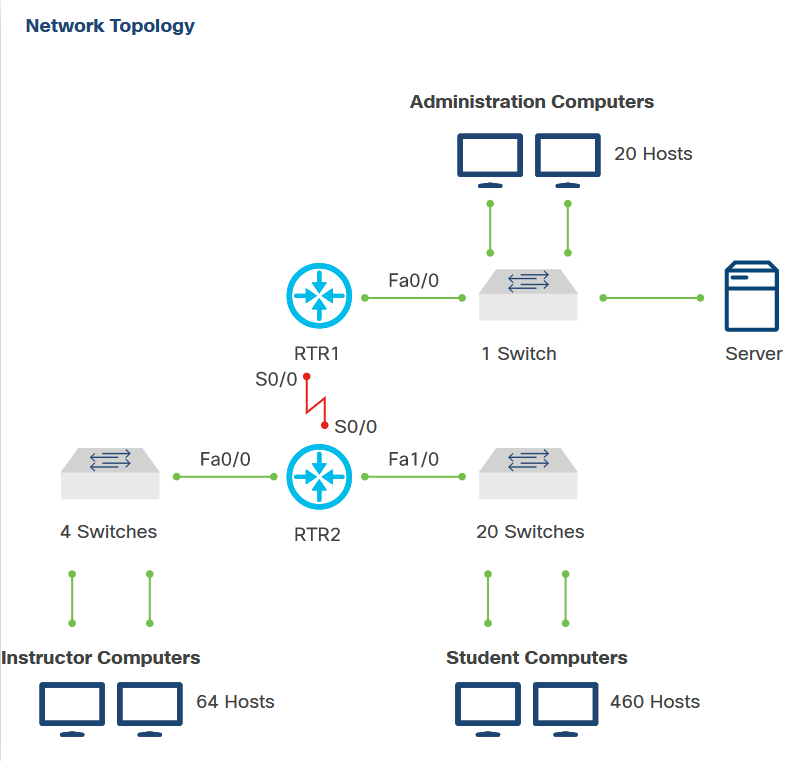 Network Topology
Administration Computers
20 Hosts
Fa0/0
RTR1
1 Switch
Server
S0/0
S0/0
Fa0/0
Fa1/0
4 Switches
RTR2
20 Switches
Instructor Computers
Student Computers
64 Hosts
460 Hosts